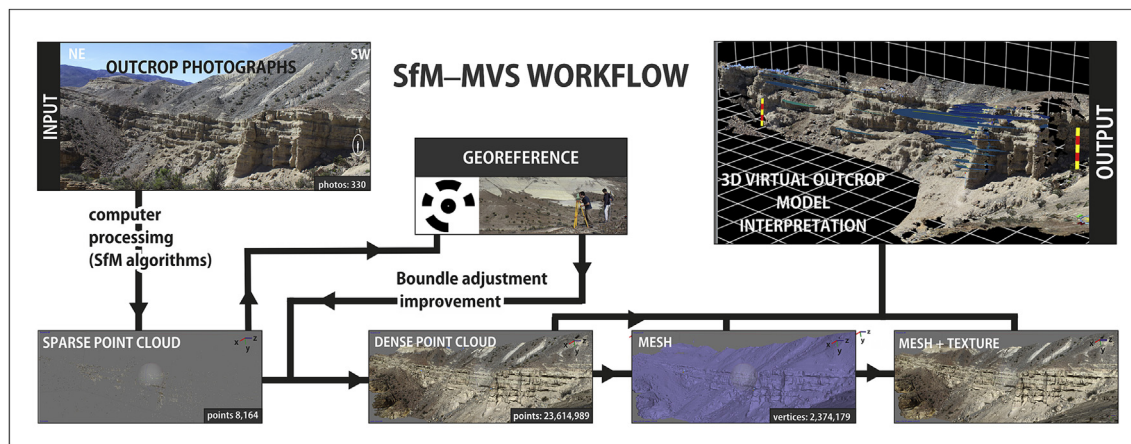 SfM–MVS WORKFLOW
INPUT
NE
SW
OUTCROP PHOTOGRAPHS
photos: 330
computer
processimg
(SfM algorithms)
GEOREFERENCE
Boundle adjustment
improvement
3D VIRTUAL OUTCROP
MODEL
INTERPRETATION
OUTPUT
SPARSE POINT CLOUD
x
z
y
points 8,164
DENSE POINT CLOUD
x
z
y
points: 23,614,989
MESH
x
z
y
vertices: 2,374,179
MESH + TEXTURE
x
z
y